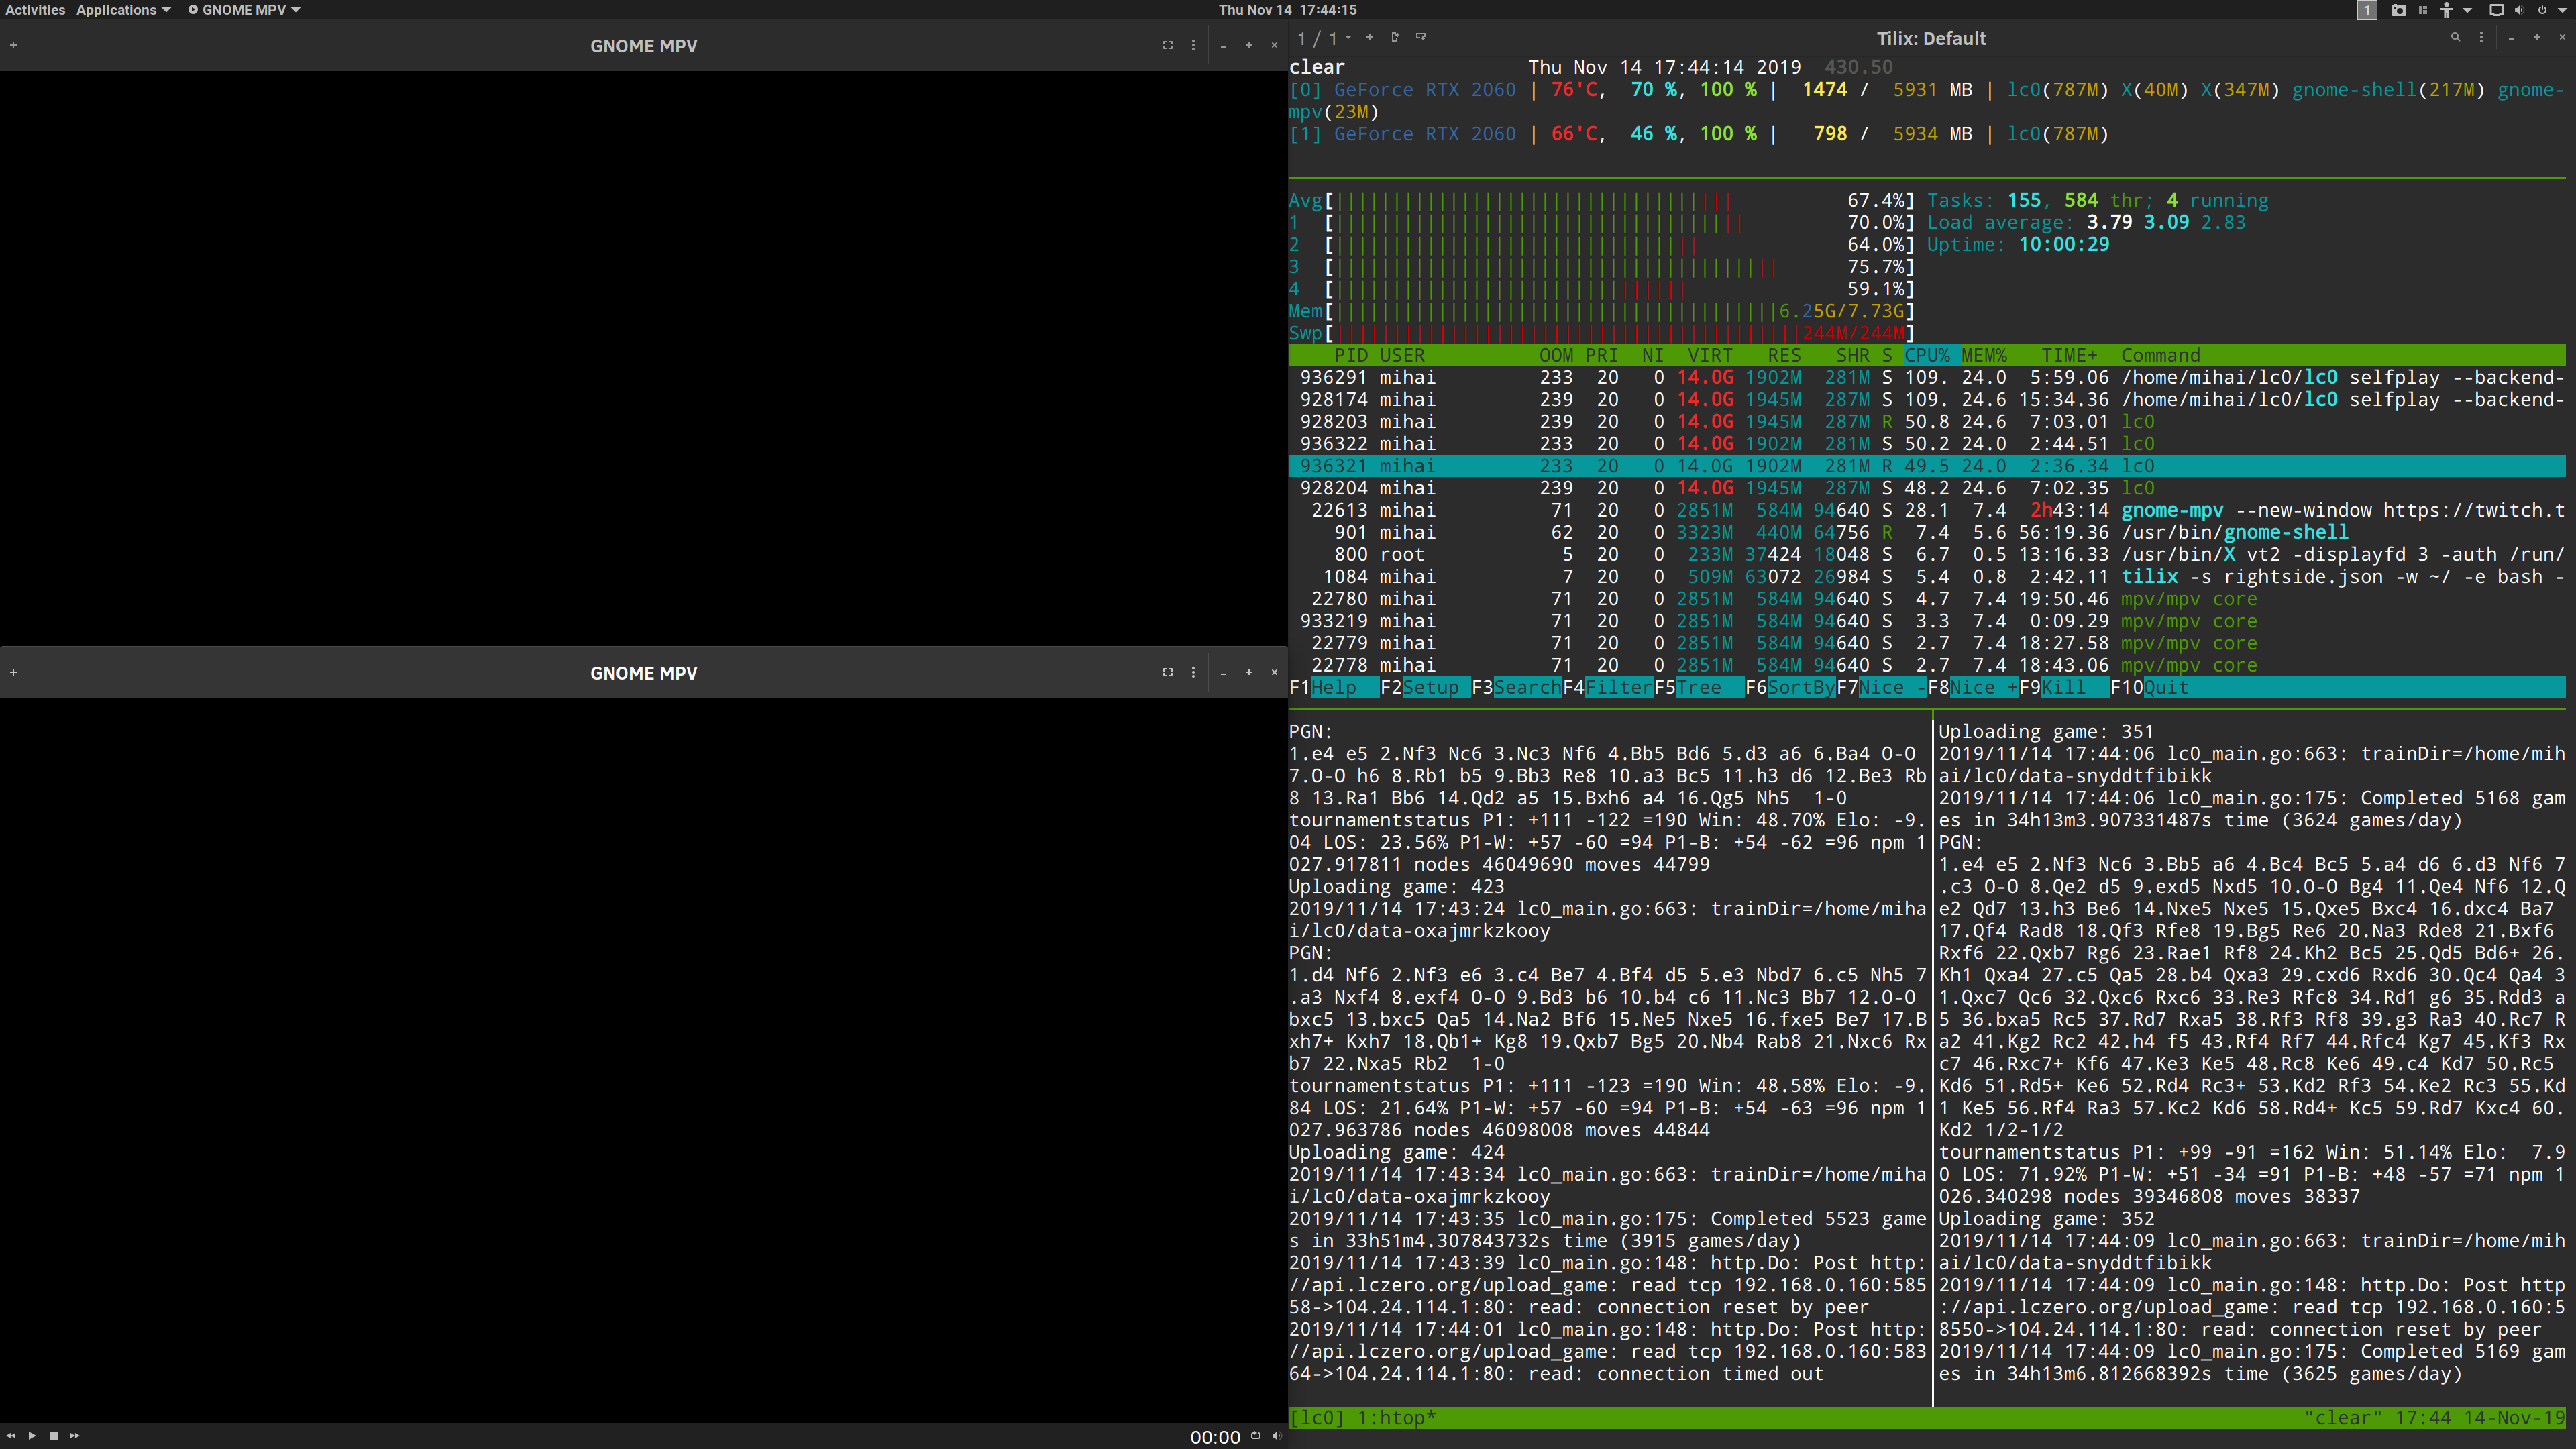 Activities Applications GNOME MPV Thu Nov 14 17:44:15 1
GNOME MPV
GNOME MPV
00:00
1 / 1 Tilix: Default
clear Thu Nov 14 17:44:14 2019 430.50
[0] GeForce RTX 2060 | 76'C, 70 %, 100 % | 1474 / 5931 MB | lc0(787M) X(40M) X(347M) gnome-shell(217M) gnome-
mpv(23M)
[1] GeForce RTX 2060 | 66'C, 46 %, 100 % | 798 / 5934 MB | lc0(787M)
Avg[ 67.4%] Tasks: 155, 584 thr; 4 running
1 [ 70.0%] Load average: 3.79 3.09 2.83
2 [ 64.0%] Uptime: 10:00:29
3 [ 75.7%]
4 [ 59.1%]
Mem[ 6.25G/7.73G]
Swp[ 244M/244M]
PID USER OOM PRI NI VIRT RES SHR S CPU% MEM% TIME+ Command
936291 mihai 233 20 0 14.0G 1902M 281M S 109. 24.0 5:59.06 /home/mihai/lc0/lc0 selfplay --backend-
928174 mihai 239 20 0 14.0G 1945M 287M S 109. 24.6 15:34.36 /home/mihai/lc0/lc0 selfplay --backend-
928203 mihai 239 20 0 14.0G 1945M 287M R 50.8 24.6 7:03.01 lc0
936322 mihai 233 20 0 14.0G 1902M 281M S 50.2 24.0 2:44.51 lc0
936321 mihai 233 20 0 14.0G 1902M 281M R 49.5 24.0 2:36.34 lc0
928204 mihai 239 20 0 14.0G 1945M 287M S 48.2 24.6 7:02.35 lc0
22613 mihai 71 20 0 2851M 584M 94640 S 28.1 7.4 2h43:14 gnome-mpv --new-window https://twitch.t
901 mihai 62 20 0 3323M 440M 64756 R 7.4 5.6 56:19.36 /usr/bin/gnome-shell
800 root 5 20 0 233M 37424 18048 S 6.7 0.5 13:16.33 /usr/bin/X vt2 -displayfd 3 -auth /run/
1084 mihai 7 20 0 509M 63072 26984 S 5.4 0.8 2:42.11 tilix -s rightside.json -w ~/ -e bash -
22780 mihai 71 20 0 2851M 584M 94640 S 4.7 7.4 19:50.46 mpv/mpv core
933219 mihai 71 20 0 2851M 584M 94640 S 3.3 7.4 0:09.29 mpv/mpv core
22779 mihai 71 20 0 2851M 584M 94640 S 2.7 7.4 18:27.58 mpv/mpv core
22778 mihai 71 20 0 2851M 584M 94640 S 2.7 7.4 18:43.06 mpv/mpv core
F1Help F2Setup F3SearchF4FilterF5Tree F6SortByF7Nice -F8Nice +F9Kill F10Quit
PGN:
1.e4 e5 2.Nf3 Nc6 3.Nc3 Nf6 4.Bb5 Bd6 5.d3 a6 6.Ba4 O-O
7.O-O h6 8.Rb1 b5 9.Bb3 Re8 10.a3 Bc5 11.h3 d6 12.Be3 Rb
8 13.Ra1 Bb6 14.Qd2 a5 15.Bxh6 a4 16.Qg5 Nh5 1-0
tournamentstatus P1: +111 -122 =190 Win: 48.70% Elo: -9.
04 LOS: 23.56% P1-W: +57 -60 =94 P1-B: +54 -62 =96 npm 1
027.917811 nodes 46049690 moves 44799
Uploading game: 423
2019/11/14 17:43:24 lc0_main.go:663: trainDir=/home/miha
i/lc0/data-oxajmrkzkooy
PGN:
1.d4 Nf6 2.Nf3 e6 3.c4 Be7 4.Bf4 d5 5.e3 Nbd7 6.c5 Nh5 7
.a3 Nxf4 8.exf4 O-O 9.Bd3 b6 10.b4 c6 11.Nc3 Bb7 12.O-O
bxc5 13.bxc5 Qa5 14.Na2 Bf6 15.Ne5 Nxe5 16.fxe5 Be7 17.B
xh7+ Kxh7 18.Qb1+ Kg8 19.Qxb7 Bg5 20.Nb4 Rab8 21.Nxc6 Rx
b7 22.Nxa5 Rb2 1-0
tournamentstatus P1: +111 -123 =190 Win: 48.58% Elo: -9.
84 LOS: 21.64% P1-W: +57 -60 =94 P1-B: +54 -63 =96 npm 1
027.963786 nodes 46098008 moves 44844
Uploading game: 424
2019/11/14 17:43:34 lc0_main.go:663: trainDir=/home/miha
i/lc0/data-oxajmrkzkooy
2019/11/14 17:43:35 lc0_main.go:175: Completed 5523 game
s in 33h51m4.307843732s time (3915 games/day)
2019/11/14 17:43:39 lc0_main.go:148: http.Do: Post http:
//api.lczero.org/upload_game: read tcp 192.168.0.160:585
58->104.24.114.1:80: read: connection reset by peer
2019/11/14 17:44:01 lc0_main.go:148: http.Do: Post http:
//api.lczero.org/upload_game: read tcp 192.168.0.160:583
64->104.24.114.1:80: read: connection timed out
Uploading game: 351
2019/11/14 17:44:06 lc0_main.go:663: trainDir=/home/mih
ai/lc0/data-snyddtfibikk
2019/11/14 17:44:06 lc0_main.go:175: Completed 5168 gam
es in 34h13m3.907331487s time (3624 games/day)
PGN:
1.e4 e5 2.Nf3 Nc6 3.Bb5 a6 4.Bc4 Bc5 5.a4 d6 6.d3 Nf6 7
.c3 O-O 8.Qe2 d5 9.exd5 Nxd5 10.O-O Bg4 11.Qe4 Nf6 12.Q
e2 Qd7 13.h3 Be6 14.Nxe5 Nxe5 15.Qxe5 Bxc4 16.dxc4 Ba7
17.Qf4 Rad8 18.Qf3 Rfe8 19.Bg5 Re6 20.Na3 Rde8 21.Bxf6
Rxf6 22.Qxb7 Rg6 23.Rae1 Rf8 24.Kh2 Bc5 25.Qd5 Bd6+ 26.
Kh1 Qxa4 27.c5 Qa5 28.b4 Qxa3 29.cxd6 Rxd6 30.Qc4 Qa4 3
1.Qxc7 Qc6 32.Qxc6 Rxc6 33.Re3 Rfc8 34.Rd1 g6 35.Rdd3 a
5 36.bxa5 Rc5 37.Rd7 Rxa5 38.Rf3 Rf8 39.g3 Ra3 40.Rc7 R
a2 41.Kg2 Rc2 42.h4 f5 43.Rf4 Rf7 44.Rfc4 Kg7 45.Kf3 Rx
c7 46.Rxc7+ Kf6 47.Ke3 Ke5 48.Rc8 Ke6 49.c4 Kd7 50.Rc5
Kd6 51.Rd5+ Ke6 52.Rd4 Rc3+ 53.Kd2 Rf3 54.Ke2 Rc3 55.Kd
1 Ke5 56.Rf4 Ra3 57.Kc2 Kd6 58.Rd4+ Kc5 59.Rd7 Kxc4 60.
Kd2 1/2-1/2
tournamentstatus P1: +99 -91 =162 Win: 51.14% Elo: 7.9
0 LOS: 71.92% P1-W: +51 -34 =91 P1-B: +48 -57 =71 npm 1
026.340298 nodes 39346808 moves 38337
Uploading game: 352
2019/11/14 17:44:09 lc0_main.go:663: trainDir=/home/mih
ai/lc0/data-snyddtfibikk
2019/11/14 17:44:09 lc0_main.go:148: http.Do: Post http
://api.lczero.org/upload_game: read tcp 192.168.0.160:5
8550->104.24.114.1:80: read: connection reset by peer
2019/11/14 17:44:09 lc0_main.go:175: Completed 5169 gam
es in 34h13m6.812668392s time (3625 games/day)
[lc0] 1:htop* "clear" 17:44 14-Nov-19